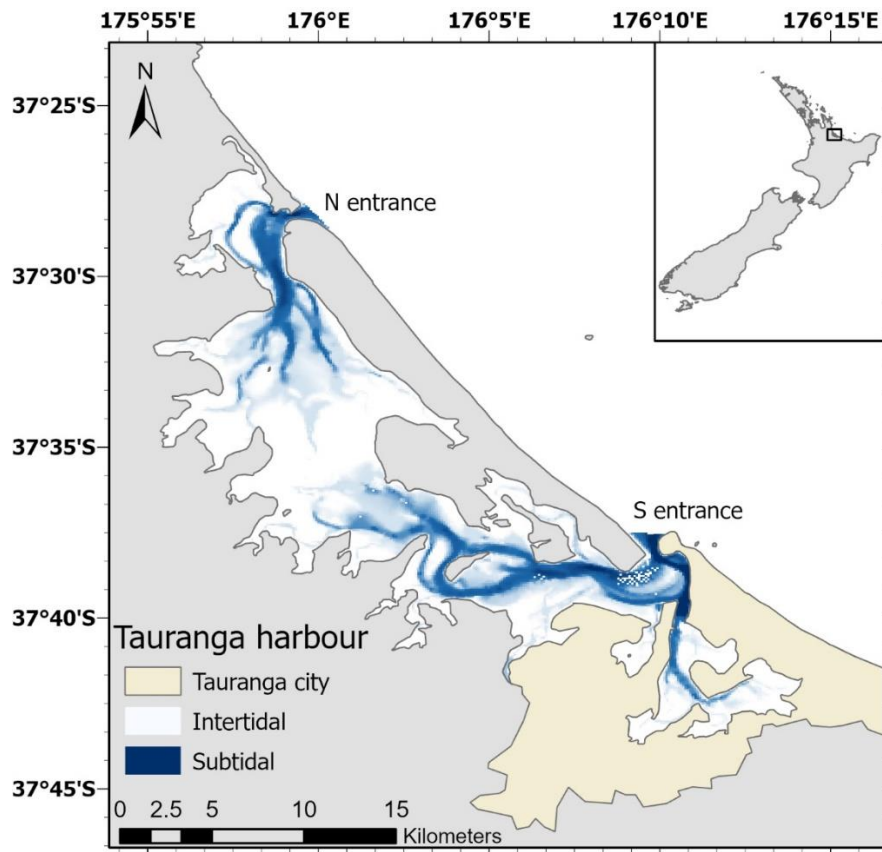 175°55'E 176°0'E 176°5'E 176°10'E 176°15'E
N
37°25'S
N entrance
37°30'S
37°35'S
S entrance
37°40'S
Tauranga harbour
Tauranga city
Intertidal
Subtidal
37°45'S
0 2.5 5 10 15
Kilometers